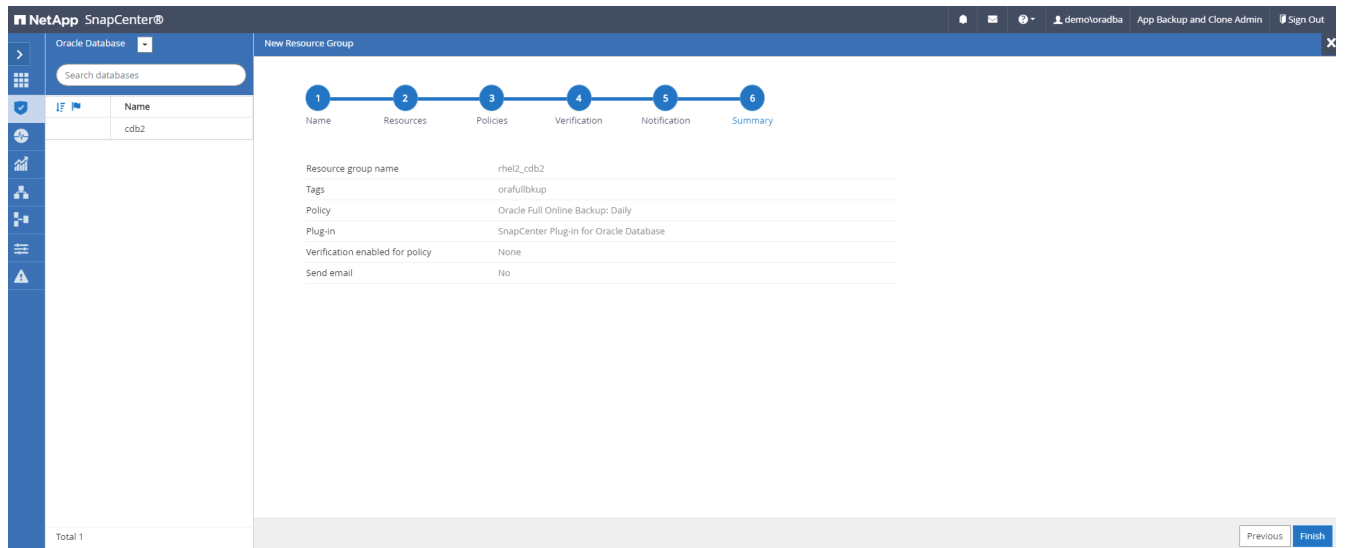 NetApp SnapCenter®
demo\oradba App Backup and Clone Admin Sign Out
Oracle Database
New Resource Group
Search databases
Name
cdb2
1 2 3 4 5 6
Name Resources Policies Verification Notification Summary
Resource group name rhel2_cdb2
Tags orafullbkup
Policy Oracle Full Online Backup: Daily
Plug-in SnapCenter Plug-in for Oracle Database
Verification enabled for policy None
Send email No
Total 1
Previous Finish